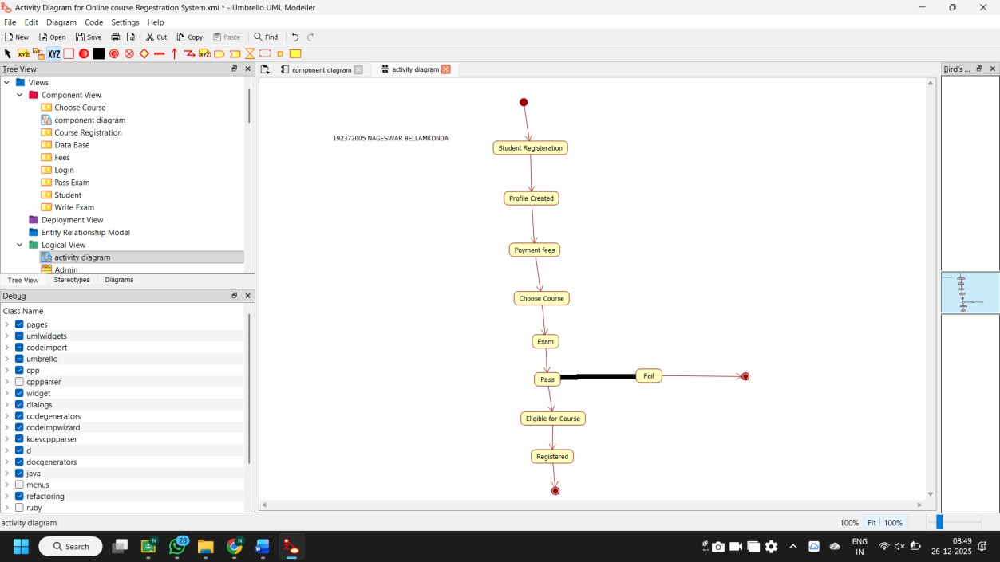 Activity Diagram for Online course Regestration System.xmi * - Umbrello UML Modeller
File Edit Diagram Code Settings Help
New Open Save Cut Copy Paste Find
XYZ XYZ XYZ
Tree View
Views
Component View
Choose Course
component diagram
Course Registration
Data Base
Fees
Login
Pass Exam
Student
Write Exam
Deployment View
Entity Relationship Model
Logical View
activity diagram
Admin
Tree View Stereotypes Diagrams
Debug
Class Name
pages
umlwidgets
codeimport
umbrello
cpp
cppparser
widget
dialogs
codegenerators
codeimpwizard
kdevcppparser
d
docgenerators
java
menus
refactoring
ruby
component diagram activity diagram
192372005 NAGESWAR BELLAMKONDA
Student Registeration
Profile Created
Payment fees
Choose Course
Exam
Pass Fail
Eligible for Course
Registered
Bird's ...
activity diagram 100% Fit 100%
Search
28
ENG
IN
08:49
26-12-2025